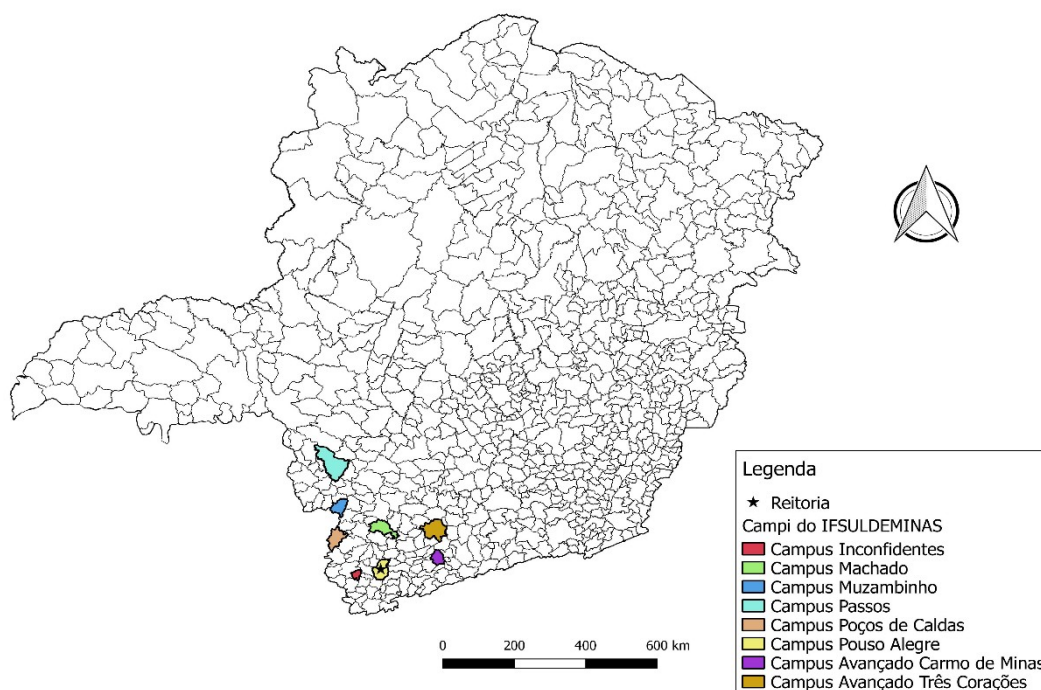 Legenda
Reitoria
Campi do IFSULDEMINAS
Campus Inconfidentes
Campus Machado
Campus Muzambinho
Campus Passos
Campus Poços de Caldas
Campus Pouso Alegre
Campus Avançado Carmo de Minas
Campus Avançado Três Corações
0 200 400 600 km